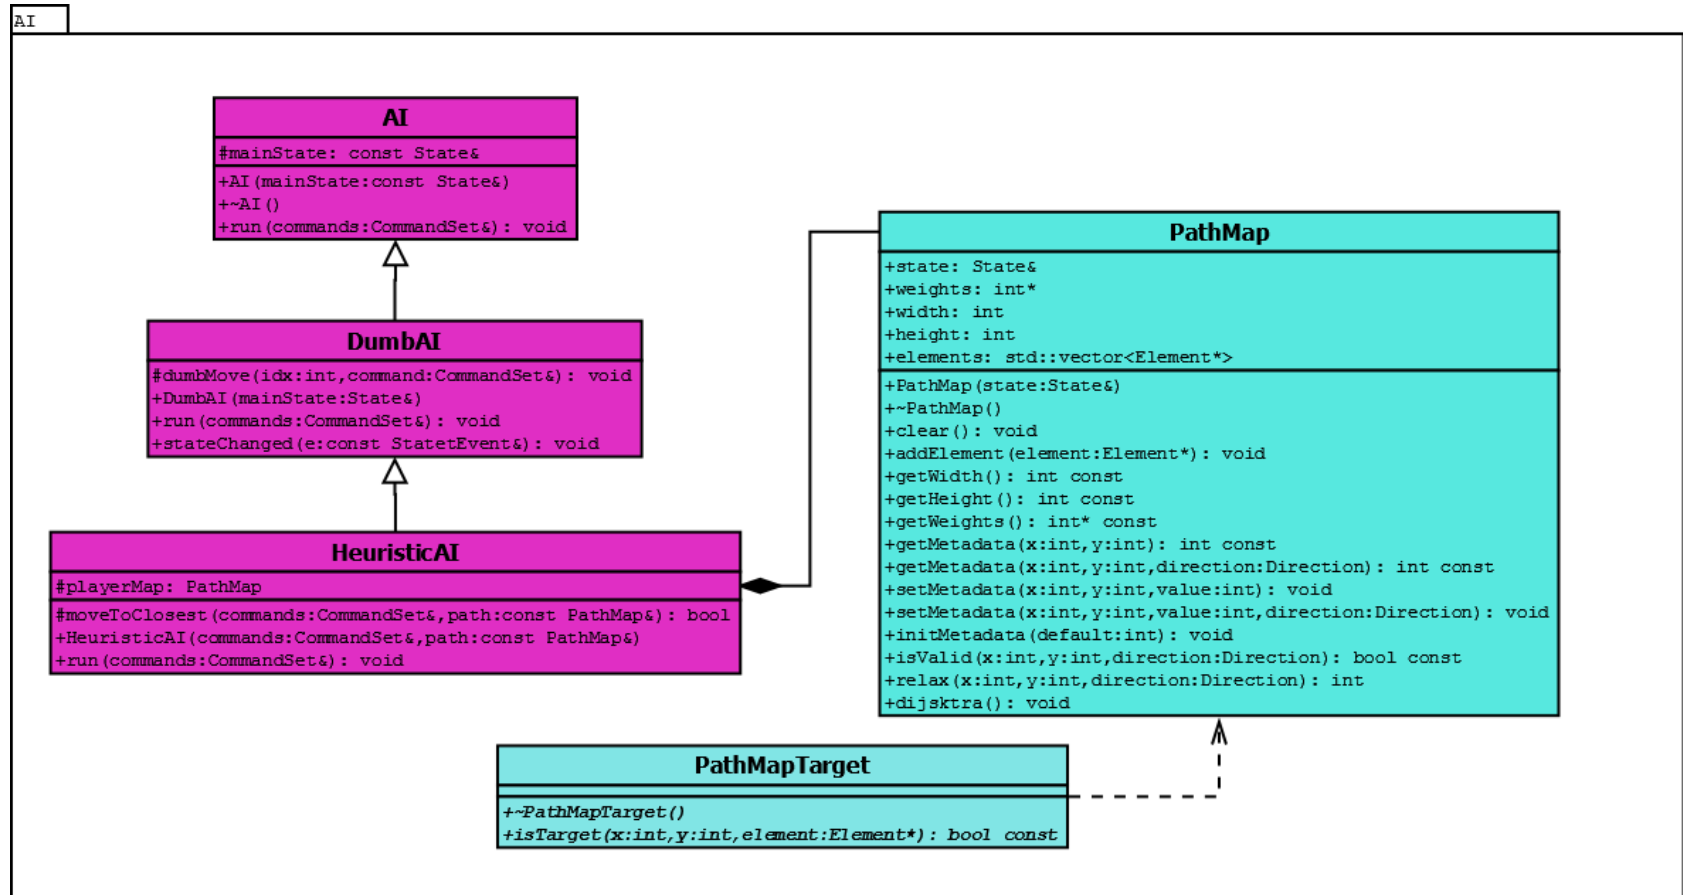 AI
AI
#mainState: const State&
+AI(mainState:const State&)
+~AI()
+run(commands:CommandSet&): void
DumbAI
#dumbMove(idx:int,command:CommandSet&): void
+DumbAI(mainState:State&)
+run(commands:CommandSet&): void
+stateChanged(e:const StatetEvent&): void
HeuristicAI
#playerMap: PathMap
#moveToClosest(commands:CommandSet&,path:const PathMap&): bool
+HeuristicAI(commands:CommandSet&,path:const PathMap&)
+run(commands:CommandSet&): void
PathMap
+state: State&
+weights: int*
+width: int
+height: int
+elements: std::vector<Element*>
+PathMap(state:State&)
+~PathMap()
+clear(): void
+addElement(element:Element*): void
+getWidth(): int const
+getHeight(): int const
+getWeights(): int* const
+getMetadata(x:int,y:int): int const
+getMetadata(x:int,y:int,direction:Direction): int const
+setMetadata(x:int,y:int,value:int): void
+setMetadata(x:int,y:int,value:int,direction:Direction): void
+initMetadata(default:int): void
+isValid(x:int,y:int,direction:Direction): bool const
+relax(x:int,y:int,direction:Direction): int
+dijsktra(): void
PathMapTarget
+~PathMapTarget()
+isTarget(x:int,y:int,element:Element*): bool const